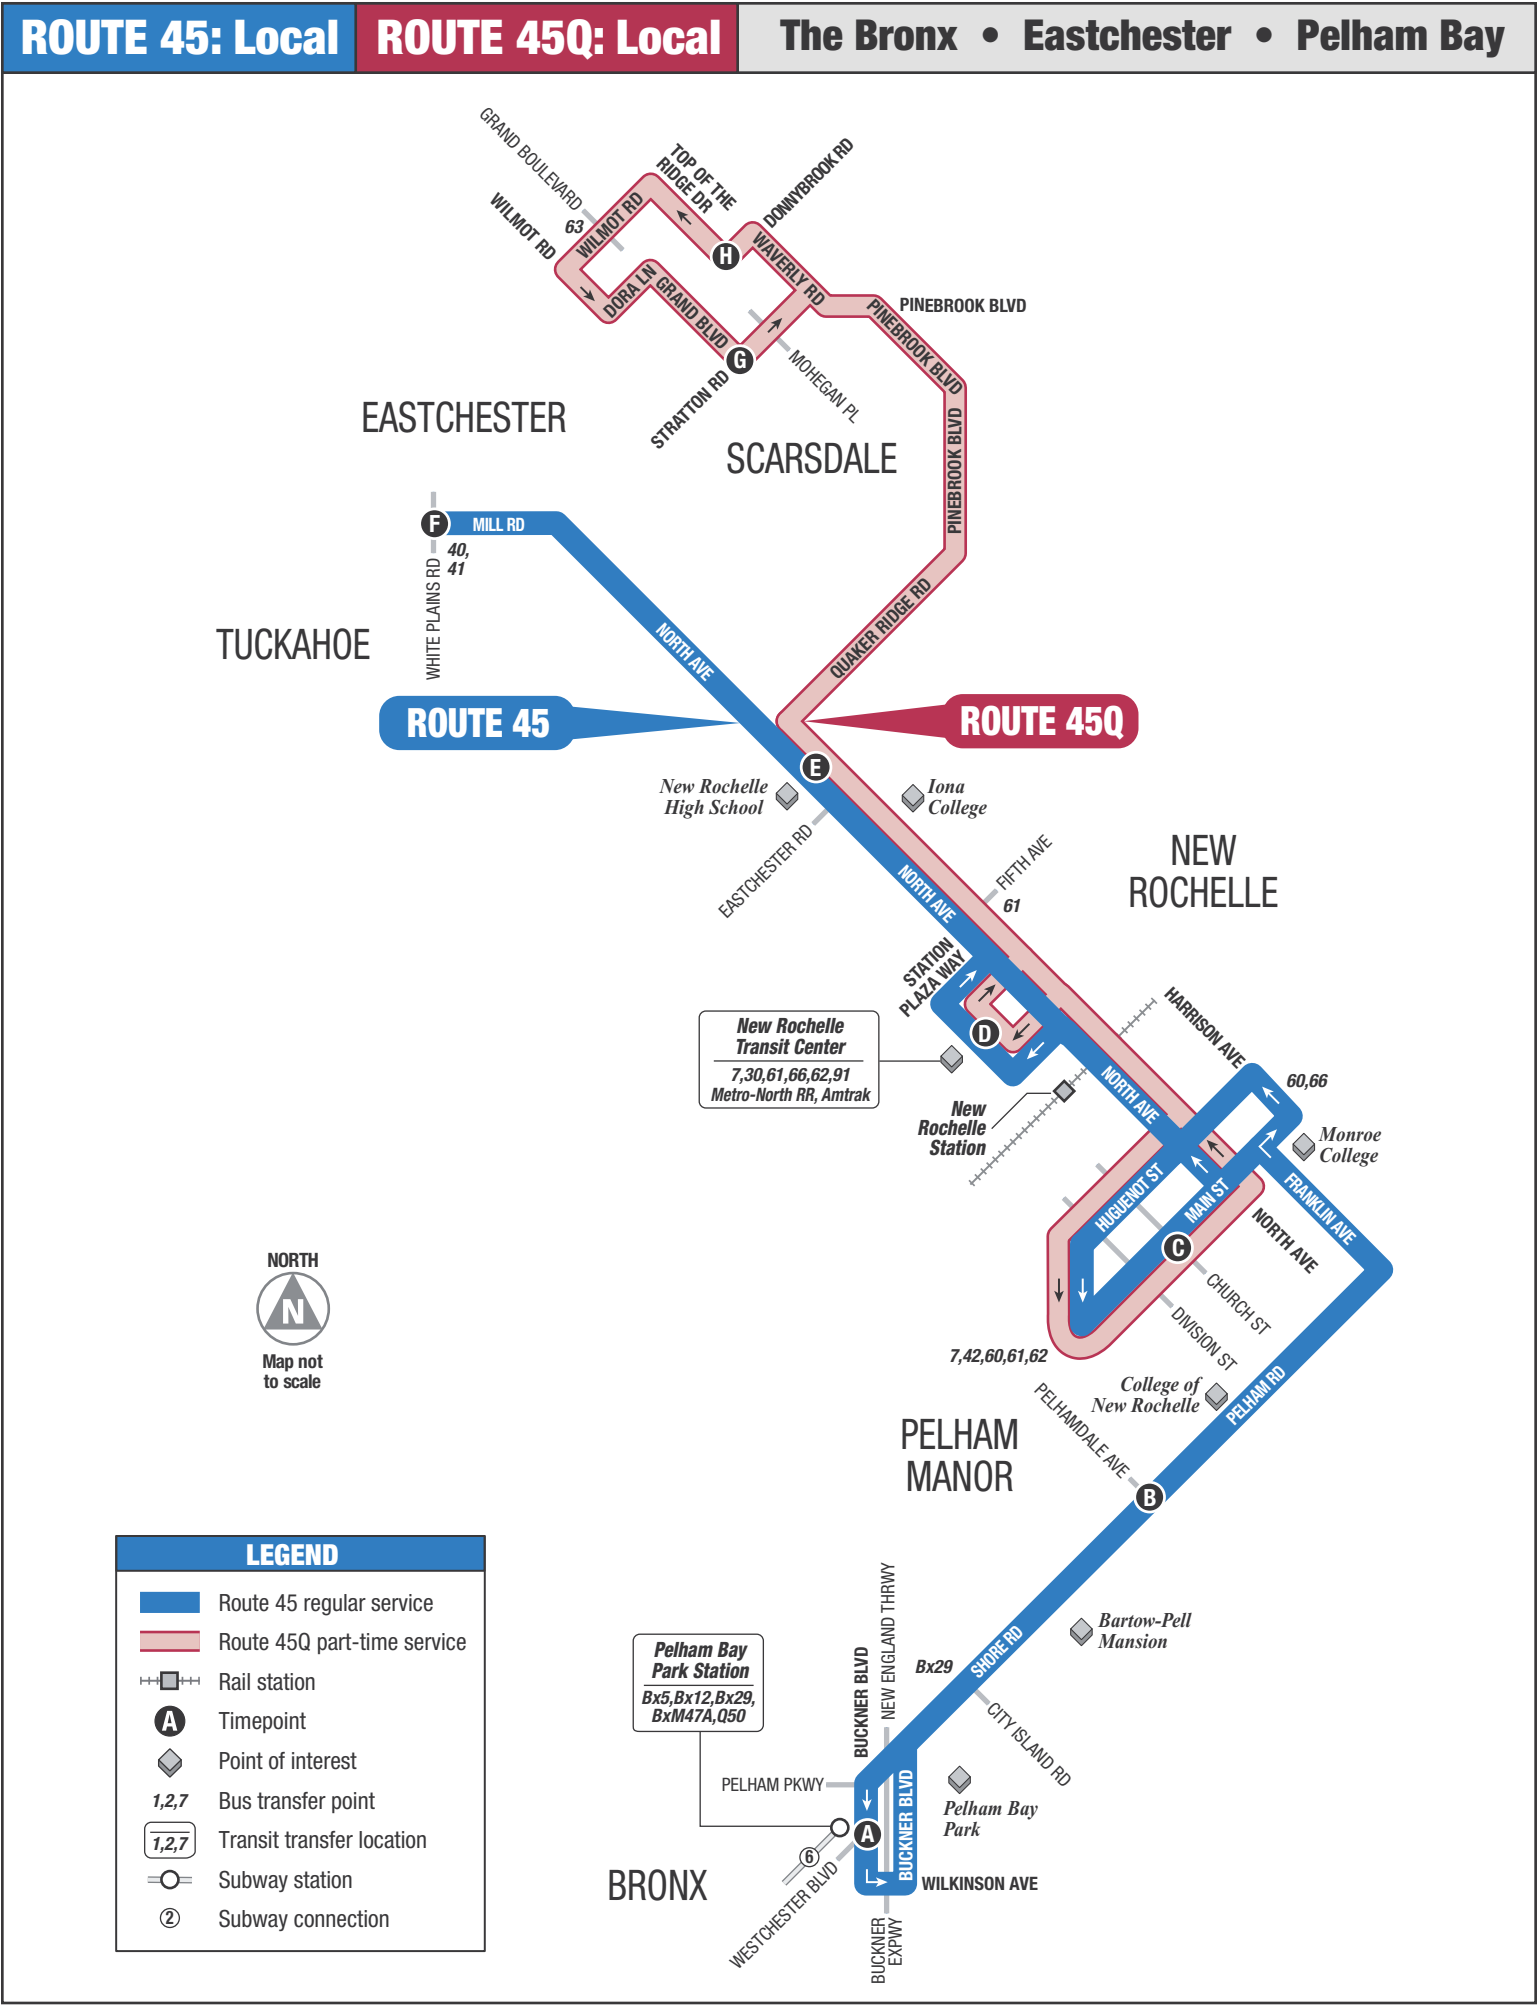 ROUTE 45: Local
ROUTE 45Q: Local
The Bronx • Eastchester • Pelham Bay
GRAND BOULEVARD
WILMOT RD
63
WILMOT RD
TOP OF THE
RIDGE DR
DONNYBROOK RD
H
WAVERLY RD
DORA LN
GRAND BLVD
G
STRATTON RD
MOHEGAN PL
PINEBROOK BLVD
PINEBROOK BLVD
PINEBROOK BLVD
EASTCHESTER
SCARSDALE
F
MILL RD
40,
41
WHITE PLAINS RD
TUCKAHOE
NORTH AVE
QUAKER RIDGE RD
ROUTE 45
ROUTE 45Q
E
New Rochelle
High School
Iona
College
EASTCHESTER RD
FIFTH AVE
61
NEW
ROCHELLE
NORTH AVE
STATION
PLAZA WAY
D
New Rochelle
Transit Center
7,30,61,66,62,91
Metro-North RR, Amtrak
New
Rochelle
Station
NORTH AVE
HARRISON AVE
60,66
Monroe
College
HUGUENOT ST
MAIN ST
FRANKLIN AVE
NORTH AVE
C
CHURCH ST
DIVISION ST
7,42,60,61,62
NORTH
N
Map not
to scale
College of
New Rochelle
PELHAM RD
PELHAMDALE AVE
PELHAM
MANOR
B
LEGEND
Route 45 regular service
Route 45Q part-time service
Rail station
A
Timepoint
Point of interest
1,2,7
Bus transfer point
1,2,7
Transit transfer location
Subway station
2
Subway connection
Bartow-Pell
Mansion
SHORE RD
Bx29
NEW ENGLAND THRWY
BUCKNER BLVD
Pelham Bay
Park Station
Bx5,Bx12,Bx29,
BxM47A,Q50
CITY ISLAND RD
PELHAM PKWY
BUCKNER BLVD
Pelham Bay
Park
A
6
WESTCHESTER BLVD
BRONX
WILKINSON AVE
BUCKNER
EXPWY